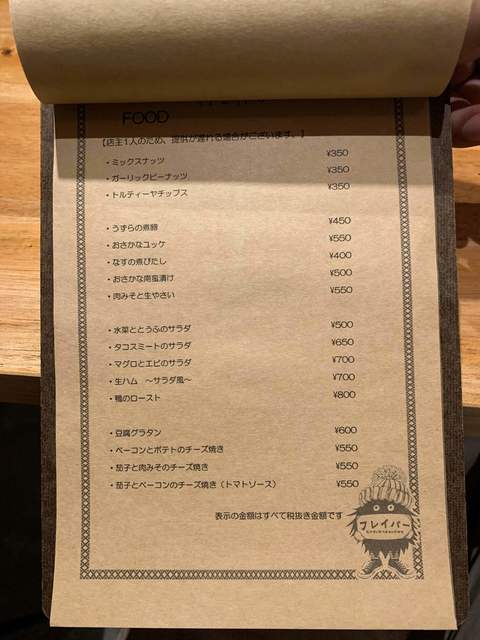 FOOD
【店主1人のため、提供が遅れる場合がございます。】
・ミックスナッツ ¥350
・ガーリックピーナッツ ¥350
・トルティーヤチップス ¥350
・うずらの煮卵 ¥450
・おさかなユッケ ¥550
・なすの煮びたし ¥400
・おさかな南蛮漬け ¥500
・肉みそと生やさい ¥550
・水菜ととうふのサラダ ¥500
・タコスミートのサラダ ¥650
・マグロとエビのサラダ ¥700
・生ハム ～サラダ風～ ¥700
・鴨のロースト ¥800
・豆腐グラタン ¥600
・ベーコンとポテトのチーズ焼き ¥550
・茄子と肉みそのチーズ焼き ¥550
・茄子とベーコンのチーズ焼き（トマトソース） ¥550
表示の金額はすべて税抜き金額です
フレイバー